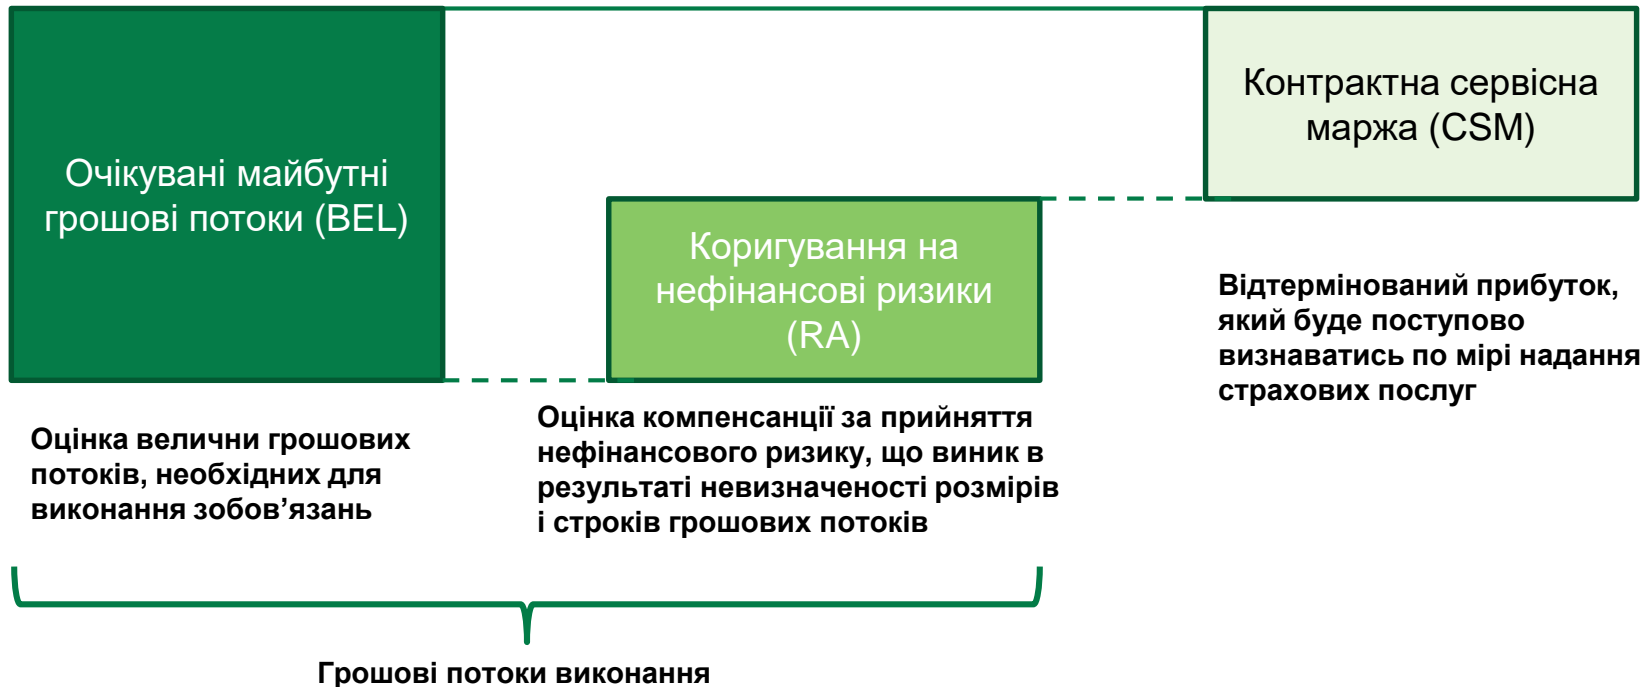 Очікувані майбутні
грошові потоки (BEL)
Оцінка велични грошових
потоків, необхідних для
виконання зобов’язань
Коригування на
нефінансові ризики
(RA)
Оцінка компенсанції за прийняття
нефінансового ризику, що виник в
результаті невизначеності розмірів
і строків грошових потоків
Контрактна сервісна
маржа (CSM)
Відтермінований прибуток,
який буде поступово
визнаватись по мірі надання
страхових послуг
Грошові потоки виконання